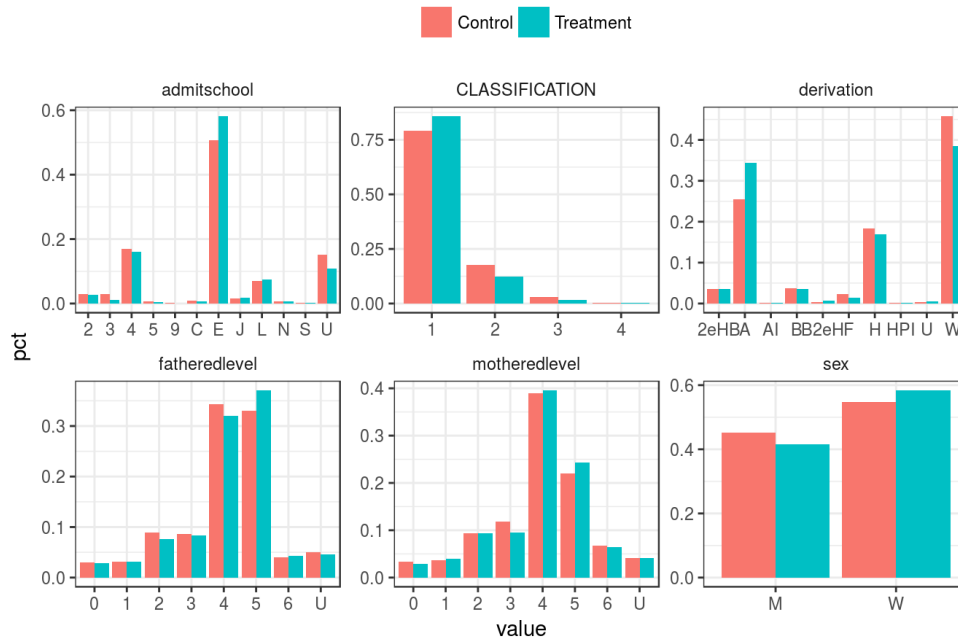 Control Treatment
admitschool CLASSIFICATION derivation
0.6
0.4
0.2
0.0
2 3 4 5 9 C E J L N S U
0.75
0.50
0.25
0.00
1 2 3 4
0.4
0.3
0.2
0.1
0.0
2eHBA AI BB2eHF H HPI U W
pct
fatheredlevel motheredlevel sex
0.3
0.2
0.1
0.0
0 1 2 3 4 5 6 U
0.4
0.3
0.2
0.1
0.0
0 1 2 3 4 5 6 U
0.6
0.4
0.2
0.0
M W
value